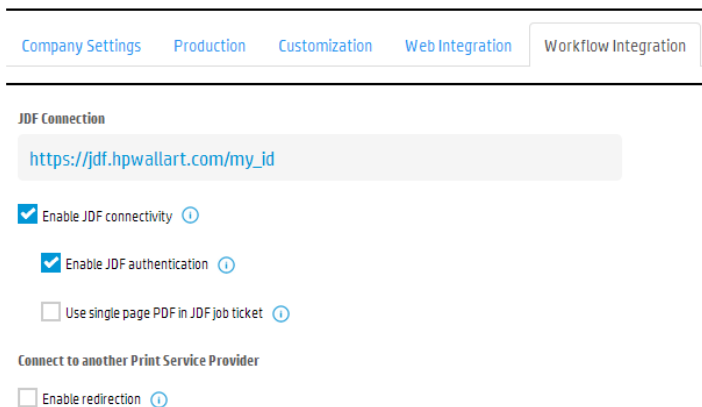 Company Settings Production Customization Web Integration Workflow Integration
JDF Connection
https://jdf.hpwallart.com/my_id
Enable JDF connectivity
Enable JDF authentication
Use single page PDF in JDF job ticket
Connect to another Print Service Provider
Enable redirection